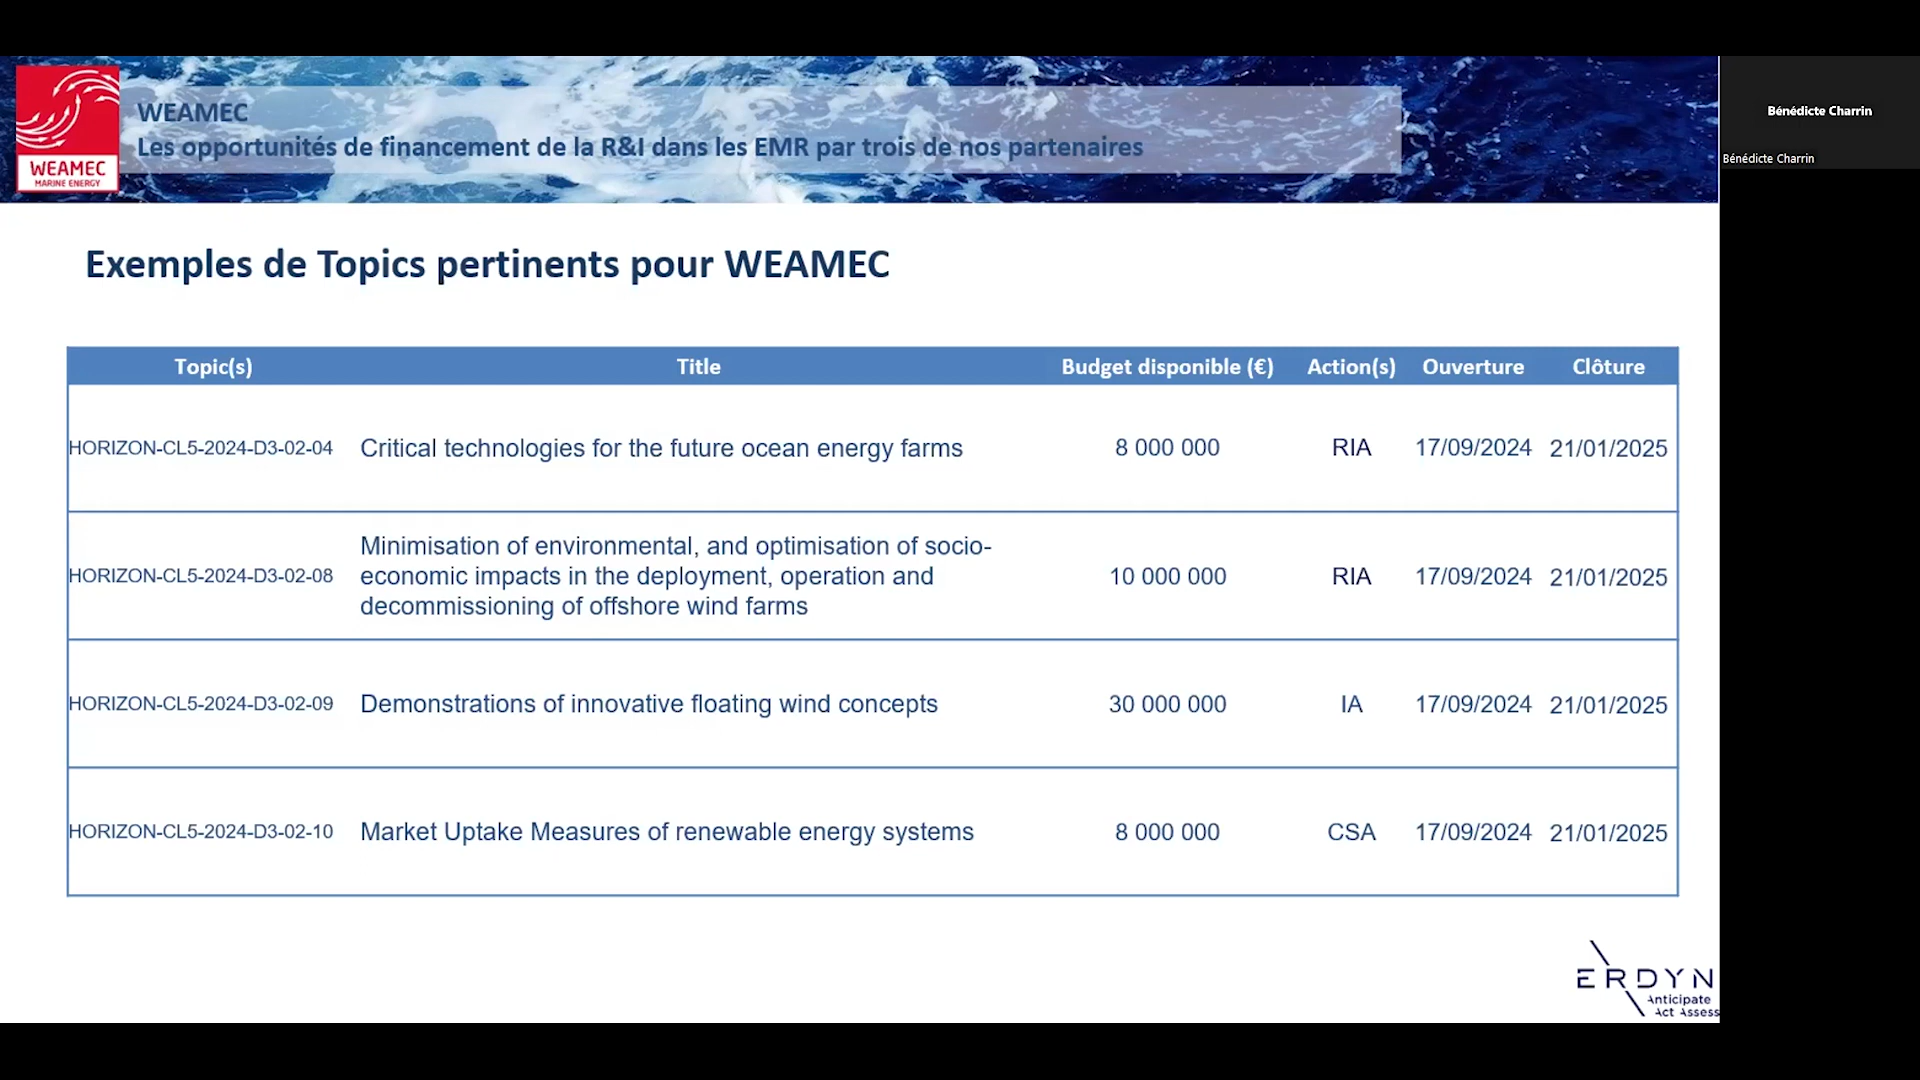 WEAMEC
Les opportunités de financement de la R&I dans les EMR par trois de nos partenaires
WEAMEC
MARINE ENERGY
Bénédicte Charrin
Bénédicte Charrin
Exemples de Topics pertinents pour WEAMEC
Topic(s) Title Budget disponible (€) Action(s) Ouverture Clôture
HORIZON-CL5-2024-D3-02-04 Critical technologies for the future ocean energy farms 8 000 000 RIA 17/09/2024 21/01/2025
Minimisation of environmental, and optimisation of socio-
HORIZON-CL5-2024-D3-02-08 economic impacts in the deployment, operation and 10 000 000 RIA 17/09/2024 21/01/2025
decommissioning of offshore wind farms
HORIZON-CL5-2024-D3-02-09 Demonstrations of innovative floating wind concepts 30 000 000 IA 17/09/2024 21/01/2025
HORIZON-CL5-2024-D3-02-10 Market Uptake Measures of renewable energy systems 8 000 000 CSA 17/09/2024 21/01/2025
ERDYN
Anticipate
Act Assess